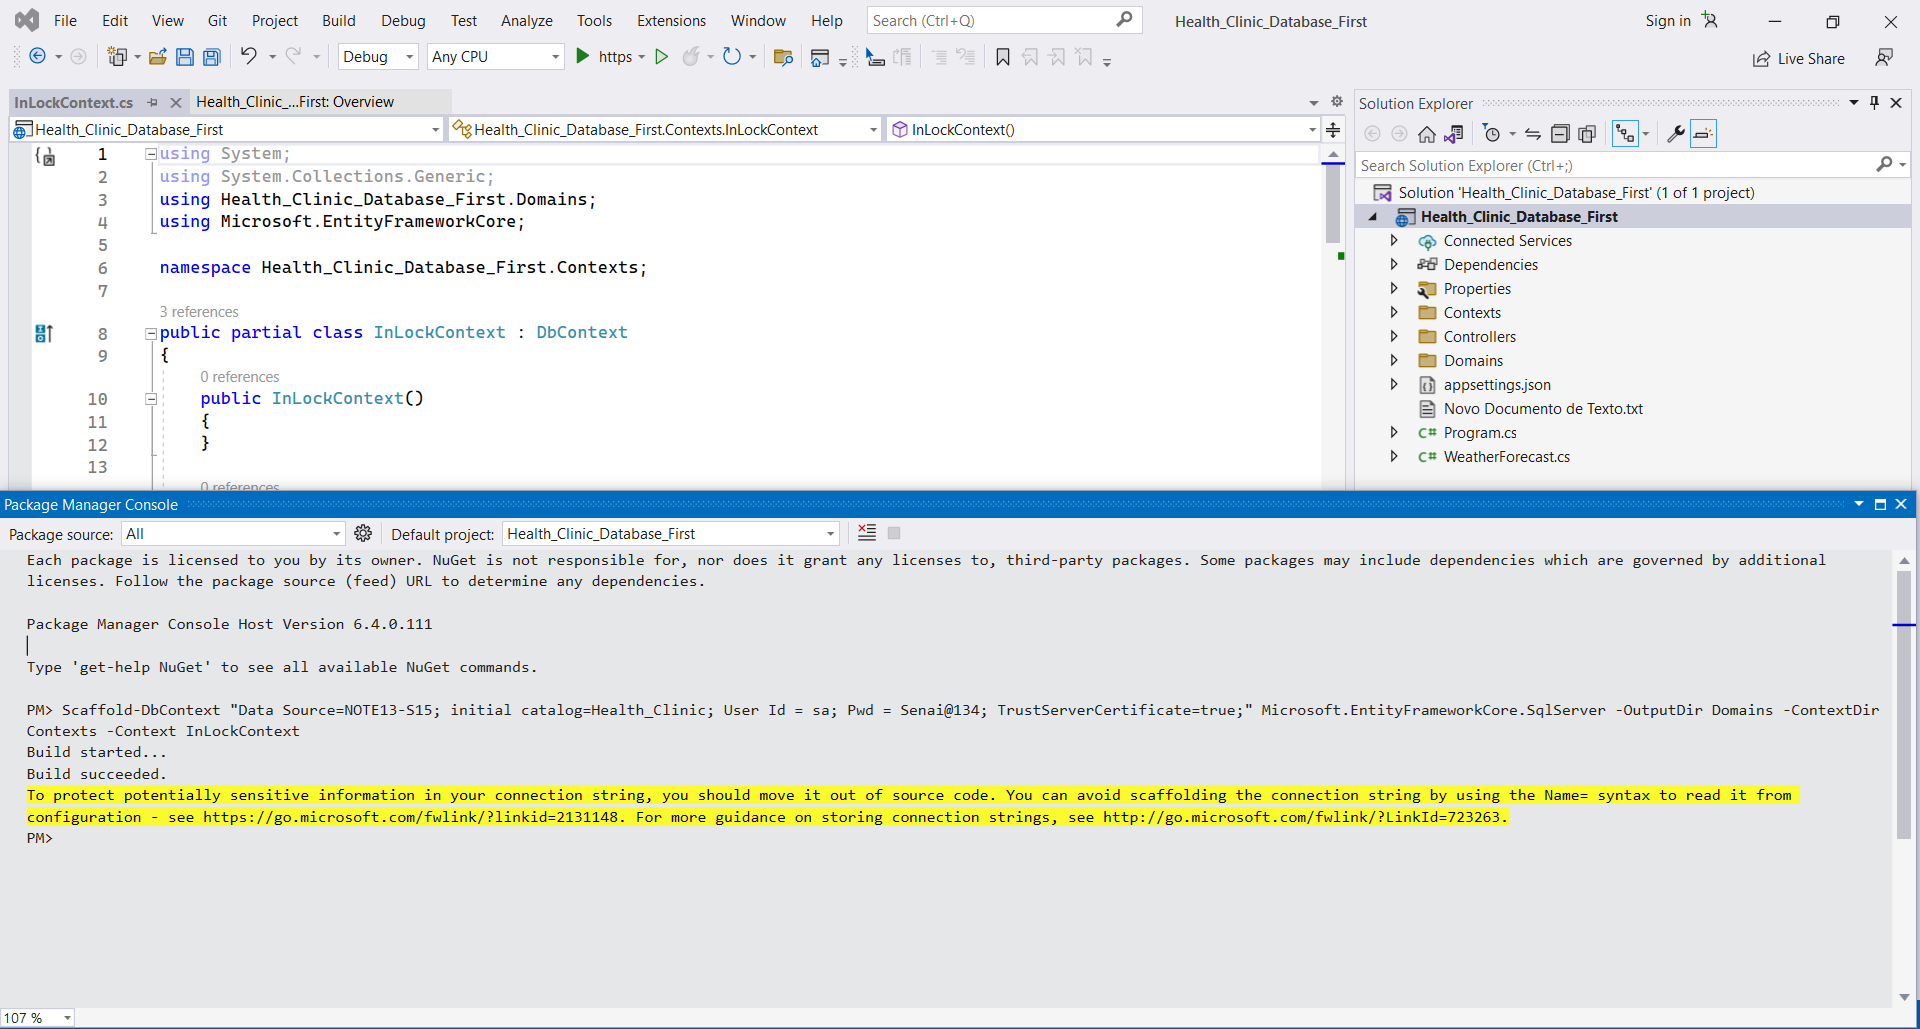 File Edit View Git Project Build Debug Test Analyze Tools Extensions Window Help Search (Ctrl+Q) Health_Clinic_Database_First Sign in
Debug Any CPU https Live Share
InLockContext.cs Health_Clinic_...First: Overview
Health_Clinic_Database_First Health_Clinic_Database_First.Contexts.InLockContext InLockContext()
1 using System;
2 using System.Collections.Generic;
3 using Health_Clinic_Database_First.Domains;
4 using Microsoft.EntityFrameworkCore;
5
6 namespace Health_Clinic_Database_First.Contexts;
7
3 references
8 public partial class InLockContext : DbContext
9 {
0 references
10 public InLockContext()
11 {
12 }
13
0 references
Solution Explorer
Search Solution Explorer (Ctrl+;)
Solution 'Health_Clinic_Database_First' (1 of 1 project)
Health_Clinic_Database_First
Connected Services
Dependencies
Properties
Contexts
Controllers
Domains
appsettings.json
Novo Documento de Texto.txt
C# Program.cs
C# WeatherForecast.cs
Package Manager Console
Package source: All Default project: Health_Clinic_Database_First
Each package is licensed to you by its owner. NuGet is not responsible for, nor does it grant any licenses to, third-party packages. Some packages may include dependencies which are governed by additional
licenses. Follow the package source (feed) URL to determine any dependencies.
Package Manager Console Host Version 6.4.0.111
Type 'get-help NuGet' to see all available NuGet commands.
PM> Scaffold-DbContext "Data Source=NOTE13-S15; initial catalog=Health_Clinic; User Id = sa; Pwd = Senai@134; TrustServerCertificate=true;" Microsoft.EntityFrameworkCore.SqlServer -OutputDir Domains -ContextDir
Contexts -Context InLockContext
Build started...
Build succeeded.
To protect potentially sensitive information in your connection string, you should move it out of source code. You can avoid scaffolding the connection string by using the Name= syntax to read it from
configuration - see https://go.microsoft.com/fwlink/?linkid=2131148. For more guidance on storing connection strings, see http://go.microsoft.com/fwlink/?LinkId=723263.
PM>
107 %